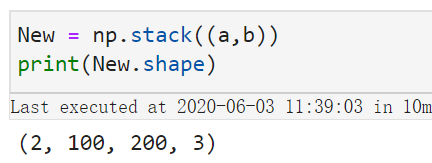 New = np.stack((a,b))
print(New.shape)
Last executed at 2020-06-03 11:39:03 in 10m
(2, 100, 200, 3)